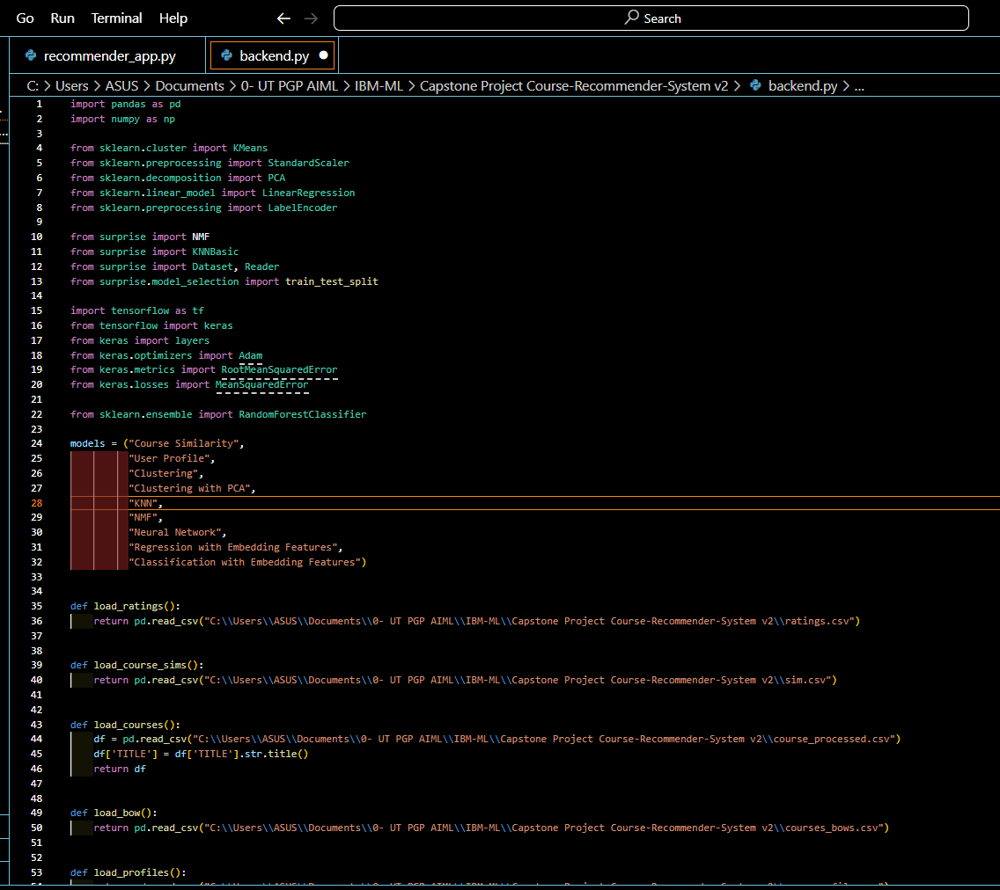 Go Run Terminal Help Search
recommender_app.py backend.py
C: > Users > ASUS > Documents > 0- UT PGP AIML > IBM-ML > Capstone Project Course-Recommender-System v2 > backend.py > ...
1 import pandas as pd
2 import numpy as np
3
4 from sklearn.cluster import KMeans
5 from sklearn.preprocessing import StandardScaler
6 from sklearn.decomposition import PCA
7 from sklearn.linear_model import LinearRegression
8 from sklearn.preprocessing import LabelEncoder
9
10 from surprise import NMF
11 from surprise import KNNBasic
12 from surprise import Dataset, Reader
13 from surprise.model_selection import train_test_split
14
15 import tensorflow as tf
16 from tensorflow import keras
17 from keras import layers
18 from keras.optimizers import Adam
19 from keras.metrics import RootMeanSquaredError
20 from keras.losses import MeanSquaredError
21
22 from sklearn.ensemble import RandomForestClassifier
23
24 models = ("Course Similarity",
25 "User Profile",
26 "Clustering",
27 "Clustering with PCA",
28 "KNN",
29 "NMF",
30 "Neural Network",
31 "Regression with Embedding Features",
32 "Classification with Embedding Features")
33
34
35 def load_ratings():
36 return pd.read_csv("C:\\Users\\ASUS\\Documents\\0- UT PGP AIML\\IBM-ML\\Capstone Project Course-Recommender-System v2\\ratings.csv")
37
38
39 def load_course_sims():
40 return pd.read_csv("C:\\Users\\ASUS\\Documents\\0- UT PGP AIML\\IBM-ML\\Capstone Project Course-Recommender-System v2\\sim.csv")
41
42
43 def load_courses():
44 df = pd.read_csv("C:\\Users\\ASUS\\Documents\\0- UT PGP AIML\\IBM-ML\\Capstone Project Course-Recommender-System v2\\course_processed.csv")
45 df['TITLE'] = df['TITLE'].str.title()
46 return df
47
48
49 def load_bow():
50 return pd.read_csv("C:\\Users\\ASUS\\Documents\\0- UT PGP AIML\\IBM-ML\\Capstone Project Course-Recommender-System v2\\courses_bows.csv")
51
52
53 def load_profiles():